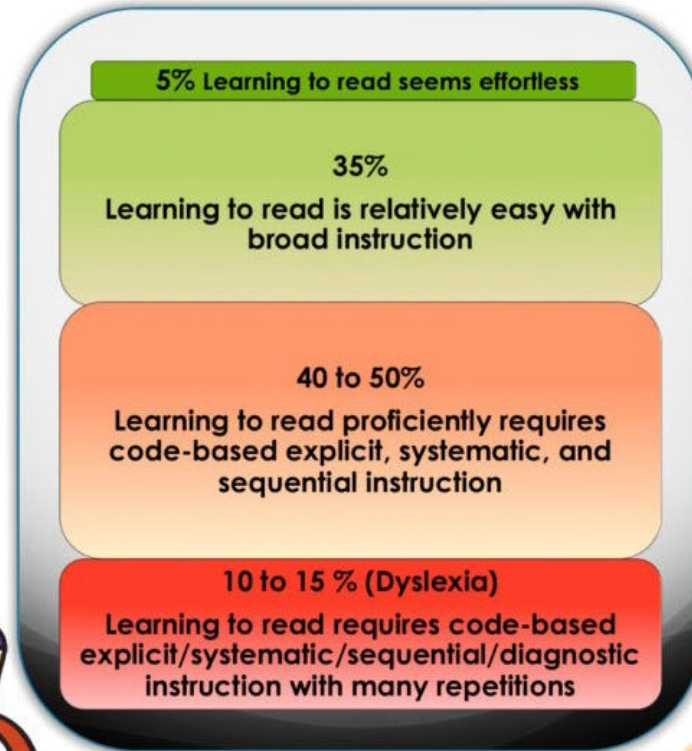 5% Learning to read seems effortless
35%
Learning to read is relatively easy with
broad instruction
40 to 50%
Learning to read proficiently requires
code-based explicit, systematic, and
sequential instruction
10 to 15 % (Dyslexia)
Learning to read requires code-based
explicit/systematic/sequential/diagnostic
instruction with many repetitions